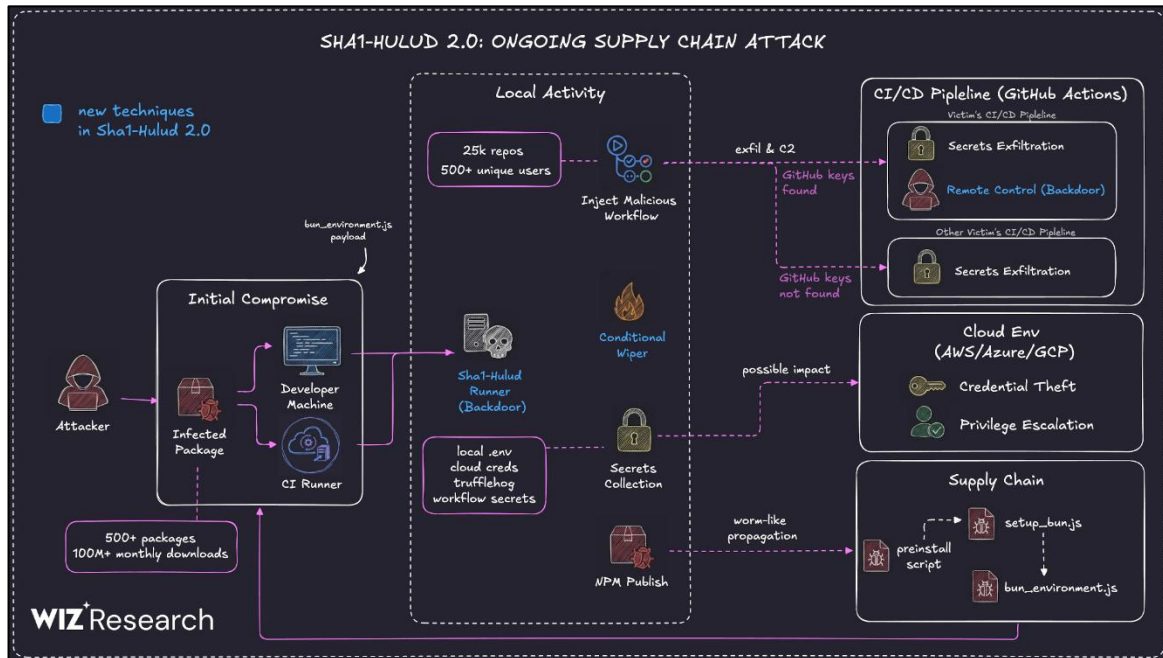 SHA1-HULUD 2.0: ONGOING SUPPLY CHAIN ATTACK
new techniques
in Sha1-Hulud 2.0
bun_environment.js
payload
Initial Compromise
Attacker
Infected
Package
Developer
Machine
CI Runner
500+ packages
100M+ monthly downloads
Local Activity
25k repos
500+ unique users
Inject Malicious
Workflow
Sha1-Hulud
Runner
(Backdoor)
Conditional
Wiper
local .env
cloud creds
trufflehog
workflow secrets
Secrets
Collection
NPM Publish
exfil & C2
GitHub keys
found
GitHub keys
not found
possible impact
worm-like
propagation
CI/CD Pipleline (GitHub Actions)
Victim's CI/CD Pipleline
Secrets Exfiltration
Remote Control (Backdoor)
Other Victim's CI/CD Pipleline
Secrets Exfiltration
Cloud Env
(AWS/Azure/GCP)
Credential Theft
Privilege Escalation
Supply Chain
preinstall
script
setup_bun.js
bun_environment.js
WIZ Research